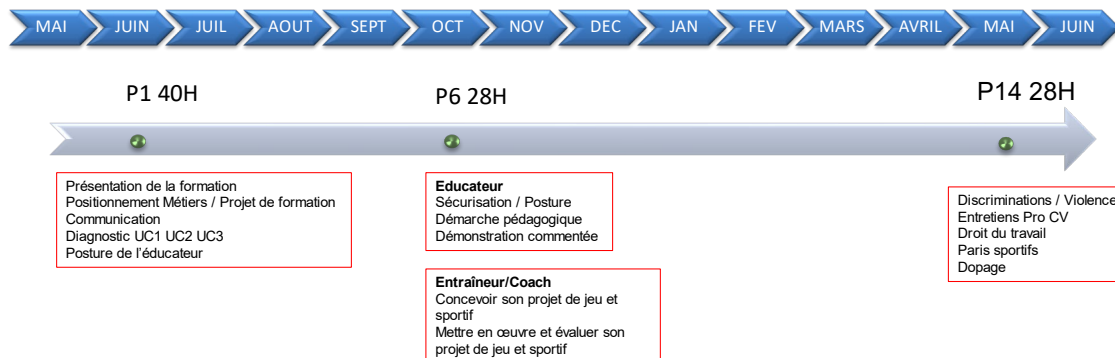 MAI JUIN JUIL AOUT SEPT OCT NOV DEC JAN FEV MARS AVRIL MAI JUIN
P1 40H
P6 28H
P14 28H
Présentation de la formation
Positionnement Métiers / Projet de formation
Communication
Diagnostic UC1 UC2 UC3
Posture de l'éducateur
Educateur
Sécurisation / Posture
Démarche pédagogique
Démonstration commentée
Entraîneur/Coach
Concevoir son projet de jeu et
sportif
Mettre en œuvre et évaluer son
projet de jeu et sportif
Discriminations / Violence
Entretiens Pro CV
Droit du travail
Paris sportifs
Dopage